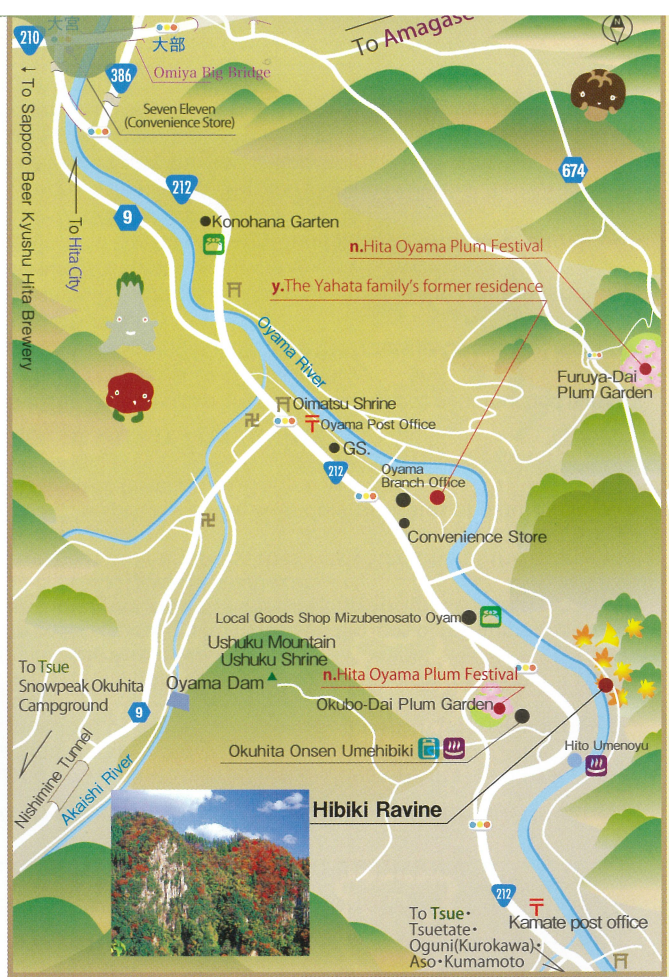 210
大宮
大部
To Amagase
N
386
Omiya Big Bridge
Seven Eleven
(Convenience Store)
↓ To Sapporo Beer Kyushu Hita Brewery
To Hita City
674
212
9
Konohana Garten
n.Hita Oyama Plum Festival
y.The Yahata family's former residence
Oyama River
Furuya-Dai
Plum Garden
Oimatsu Shrine
〒 Oyama Post Office
卍
GS.
212
Oyama
Branch Office
卍
Convenience Store
Local Goods Shop Mizubenosato Oyam
Ushuku Mountain
Ushuku Shrine
To Tsue
Snowpeak Okuhita
Campground
Oyama Dam
n.Hita Oyama Plum Festival
Okubo-Dai Plum Garden
9
Okuhita Onsen Umehibiki
Hito Umenoyu
Nishimine Tunnel
Akaishi River
Hibiki Ravine
212
〒
Kamate post office
To Tsue・
Tsuetate・
Oguni(Kurokawa)・
Aso・Kumamoto